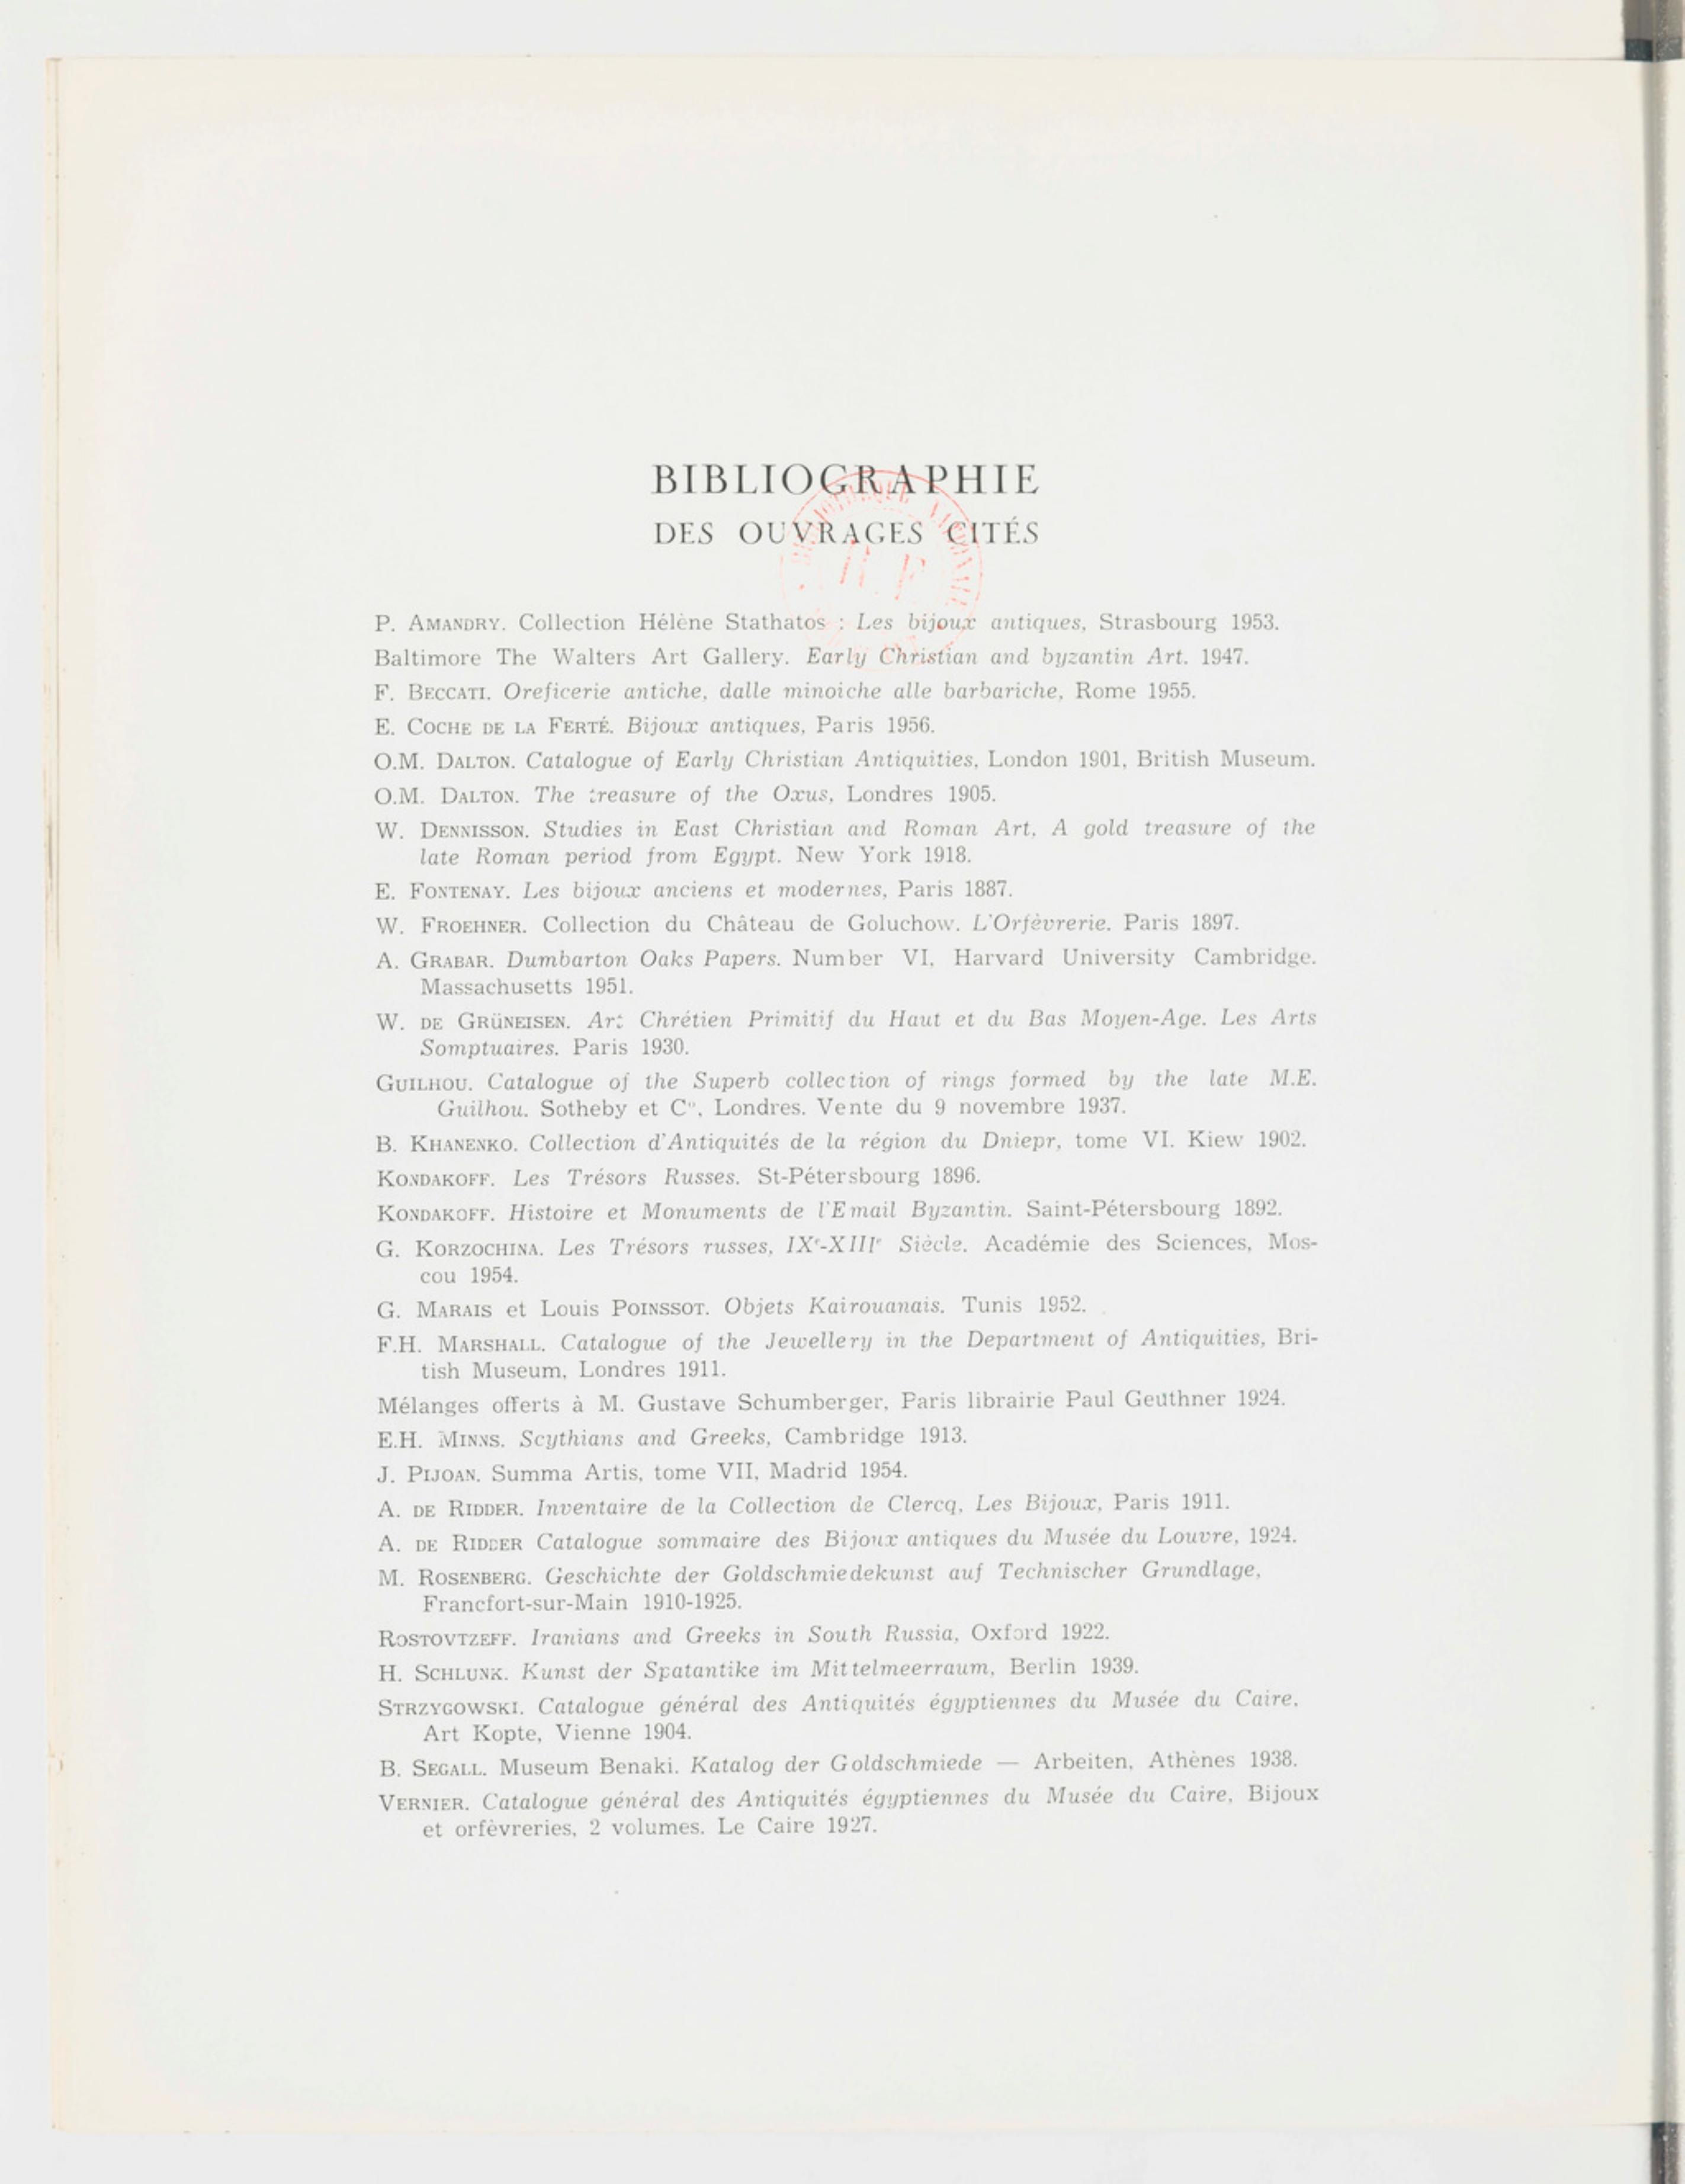 BIBLIOGRAPHIE
DES OUVRAGES CITÉS
R F
P. AMANDRY. Collection Hélène Stathatos : Les bijoux antiques, Strasbourg 1953.
Baltimore The Walters Art Gallery. Early Christian and byzantin Art. 1947.
F. BECCATI. Oreficerie antiche, dalle minoiche alle barbariche, Rome 1955.
E. COCHE DE LA FERTÉ. Bijoux antiques, Paris 1956.
O.M. DALTON. Catalogue of Early Christian Antiquities, London 1901, British Museum.
O.M. DALTON. The treasure of the Oxus, Londres 1905.
W. DENNISSON. Studies in East Christian and Roman Art, A gold treasure of the
late Roman period from Egypt. New York 1918.
E. FONTENAY. Les bijoux anciens et modernes, Paris 1887.
W. FROEHNER. Collection du Château de Goluchow. L'Orfèvrerie. Paris 1897.
A. GRABAR. Dumbarton Oaks Papers. Number VI, Harvard University Cambridge.
Massachusetts 1951.
W. DE GRÜNEISEN. Art Chrétien Primitif du Haut et du Bas Moyen-Age. Les Arts
Somptuaires. Paris 1930.
GUILHOU. Catalogue of the Superb collection of rings formed by the late M.E.
Guilhou. Sotheby et C°, Londres. Vente du 9 novembre 1937.
B. KHANENKO. Collection d'Antiquités de la région du Dniepr, tome VI. Kiew 1902.
KONDAKOFF. Les Trésors Russes. St-Pétersbourg 1896.
KONDAKOFF. Histoire et Monuments de l'Email Byzantin. Saint-Pétersbourg 1892.
G. KORZOCHINA. Les Trésors russes, IXe-XIIIe Siècle. Académie des Sciences, Mos-
cou 1954.
G. MARAIS et Louis POINSSOT. Objets Kairouanais. Tunis 1952.
F.H. MARSHALL. Catalogue of the Jewellery in the Department of Antiquities, Bri-
tish Museum, Londres 1911.
Mélanges offerts à M. Gustave Schumberger, Paris librairie Paul Geuthner 1924.
E.H. MINNS. Scythians and Greeks, Cambridge 1913.
J. PIJOAN. Summa Artis, tome VII, Madrid 1954.
A. DE RIDDER. Inventaire de la Collection de Clercq, Les Bijoux, Paris 1911.
A. DE RIDDER Catalogue sommaire des Bijoux antiques du Musée du Louvre, 1924.
M. ROSENBERG. Geschichte der Goldschmiedekunst auf Technischer Grundlage,
Francfort-sur-Main 1910-1925.
ROSTOVTZEFF. Iranians and Greeks in South Russia, Oxford 1922.
H. SCHLUNK. Kunst der Spatantike im Mittelmeerraum, Berlin 1939.
STRZYGOWSKI. Catalogue général des Antiquités égyptiennes du Musée du Caire.
Art Kopte, Vienne 1904.
B. SEGALL. Museum Benaki. Katalog der Goldschmiede — Arbeiten, Athènes 1938.
VERNIER. Catalogue général des Antiquités égyptiennes du Musée du Caire, Bijoux
et orfèvreries, 2 volumes. Le Caire 1927.